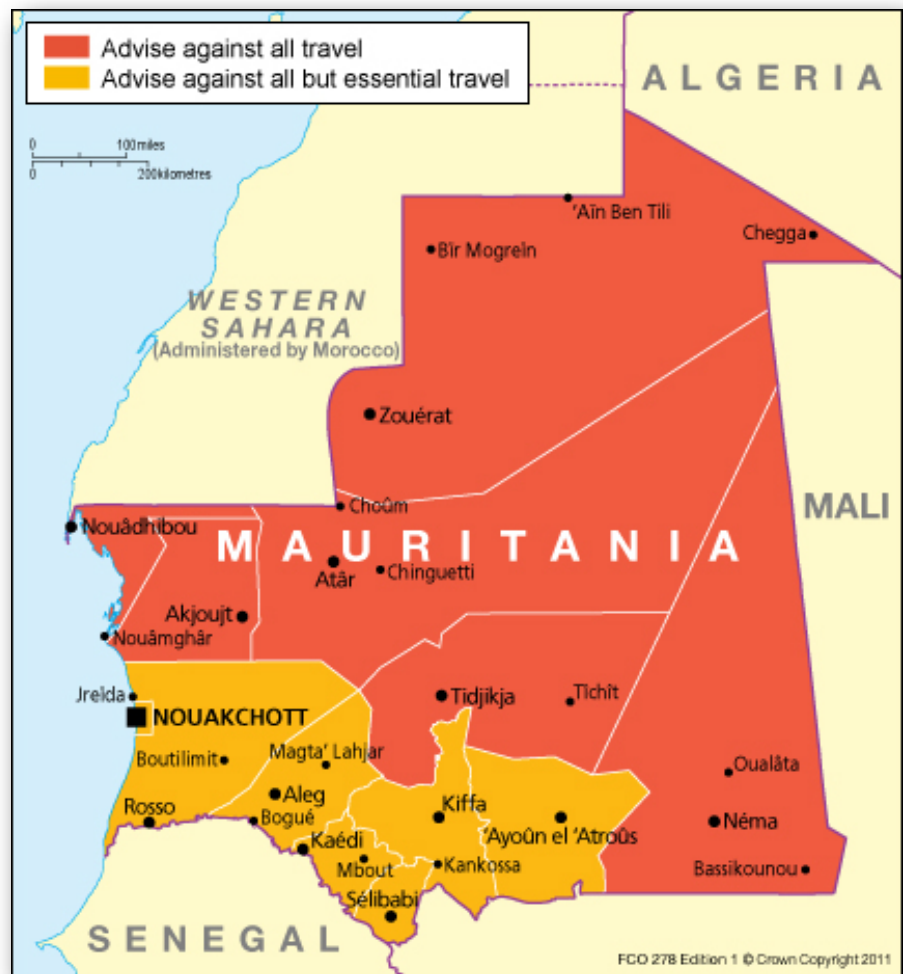 Advise against all travel
Advise against all but essential travel
ALGERIA
0 100miles
0 200kilometres
'Aïn Ben Tili
Chegga
Bîr Mogreîn
WESTERN
SAHARA
(Administered by Morocco)
Zouérat
Choûm
MALI
Nouâdhibou
MAURITANIA
Atâr
Chinguetti
Akjoujt
Nouâmghâr
Jreïda
Tidjikja
Tîchît
NOUAKCHOTT
Boutilimit
Magta' Lahjar
Oualâta
Aleg
Rosso
Bogué
Kiffa
'Ayoûn el 'Atroûs
Néma
Kaédi
Mbout
Kankossa
Bassikounou
Sélibabi
SENEGAL
FCO 278 Edition 1 © Crown Copyright 2011